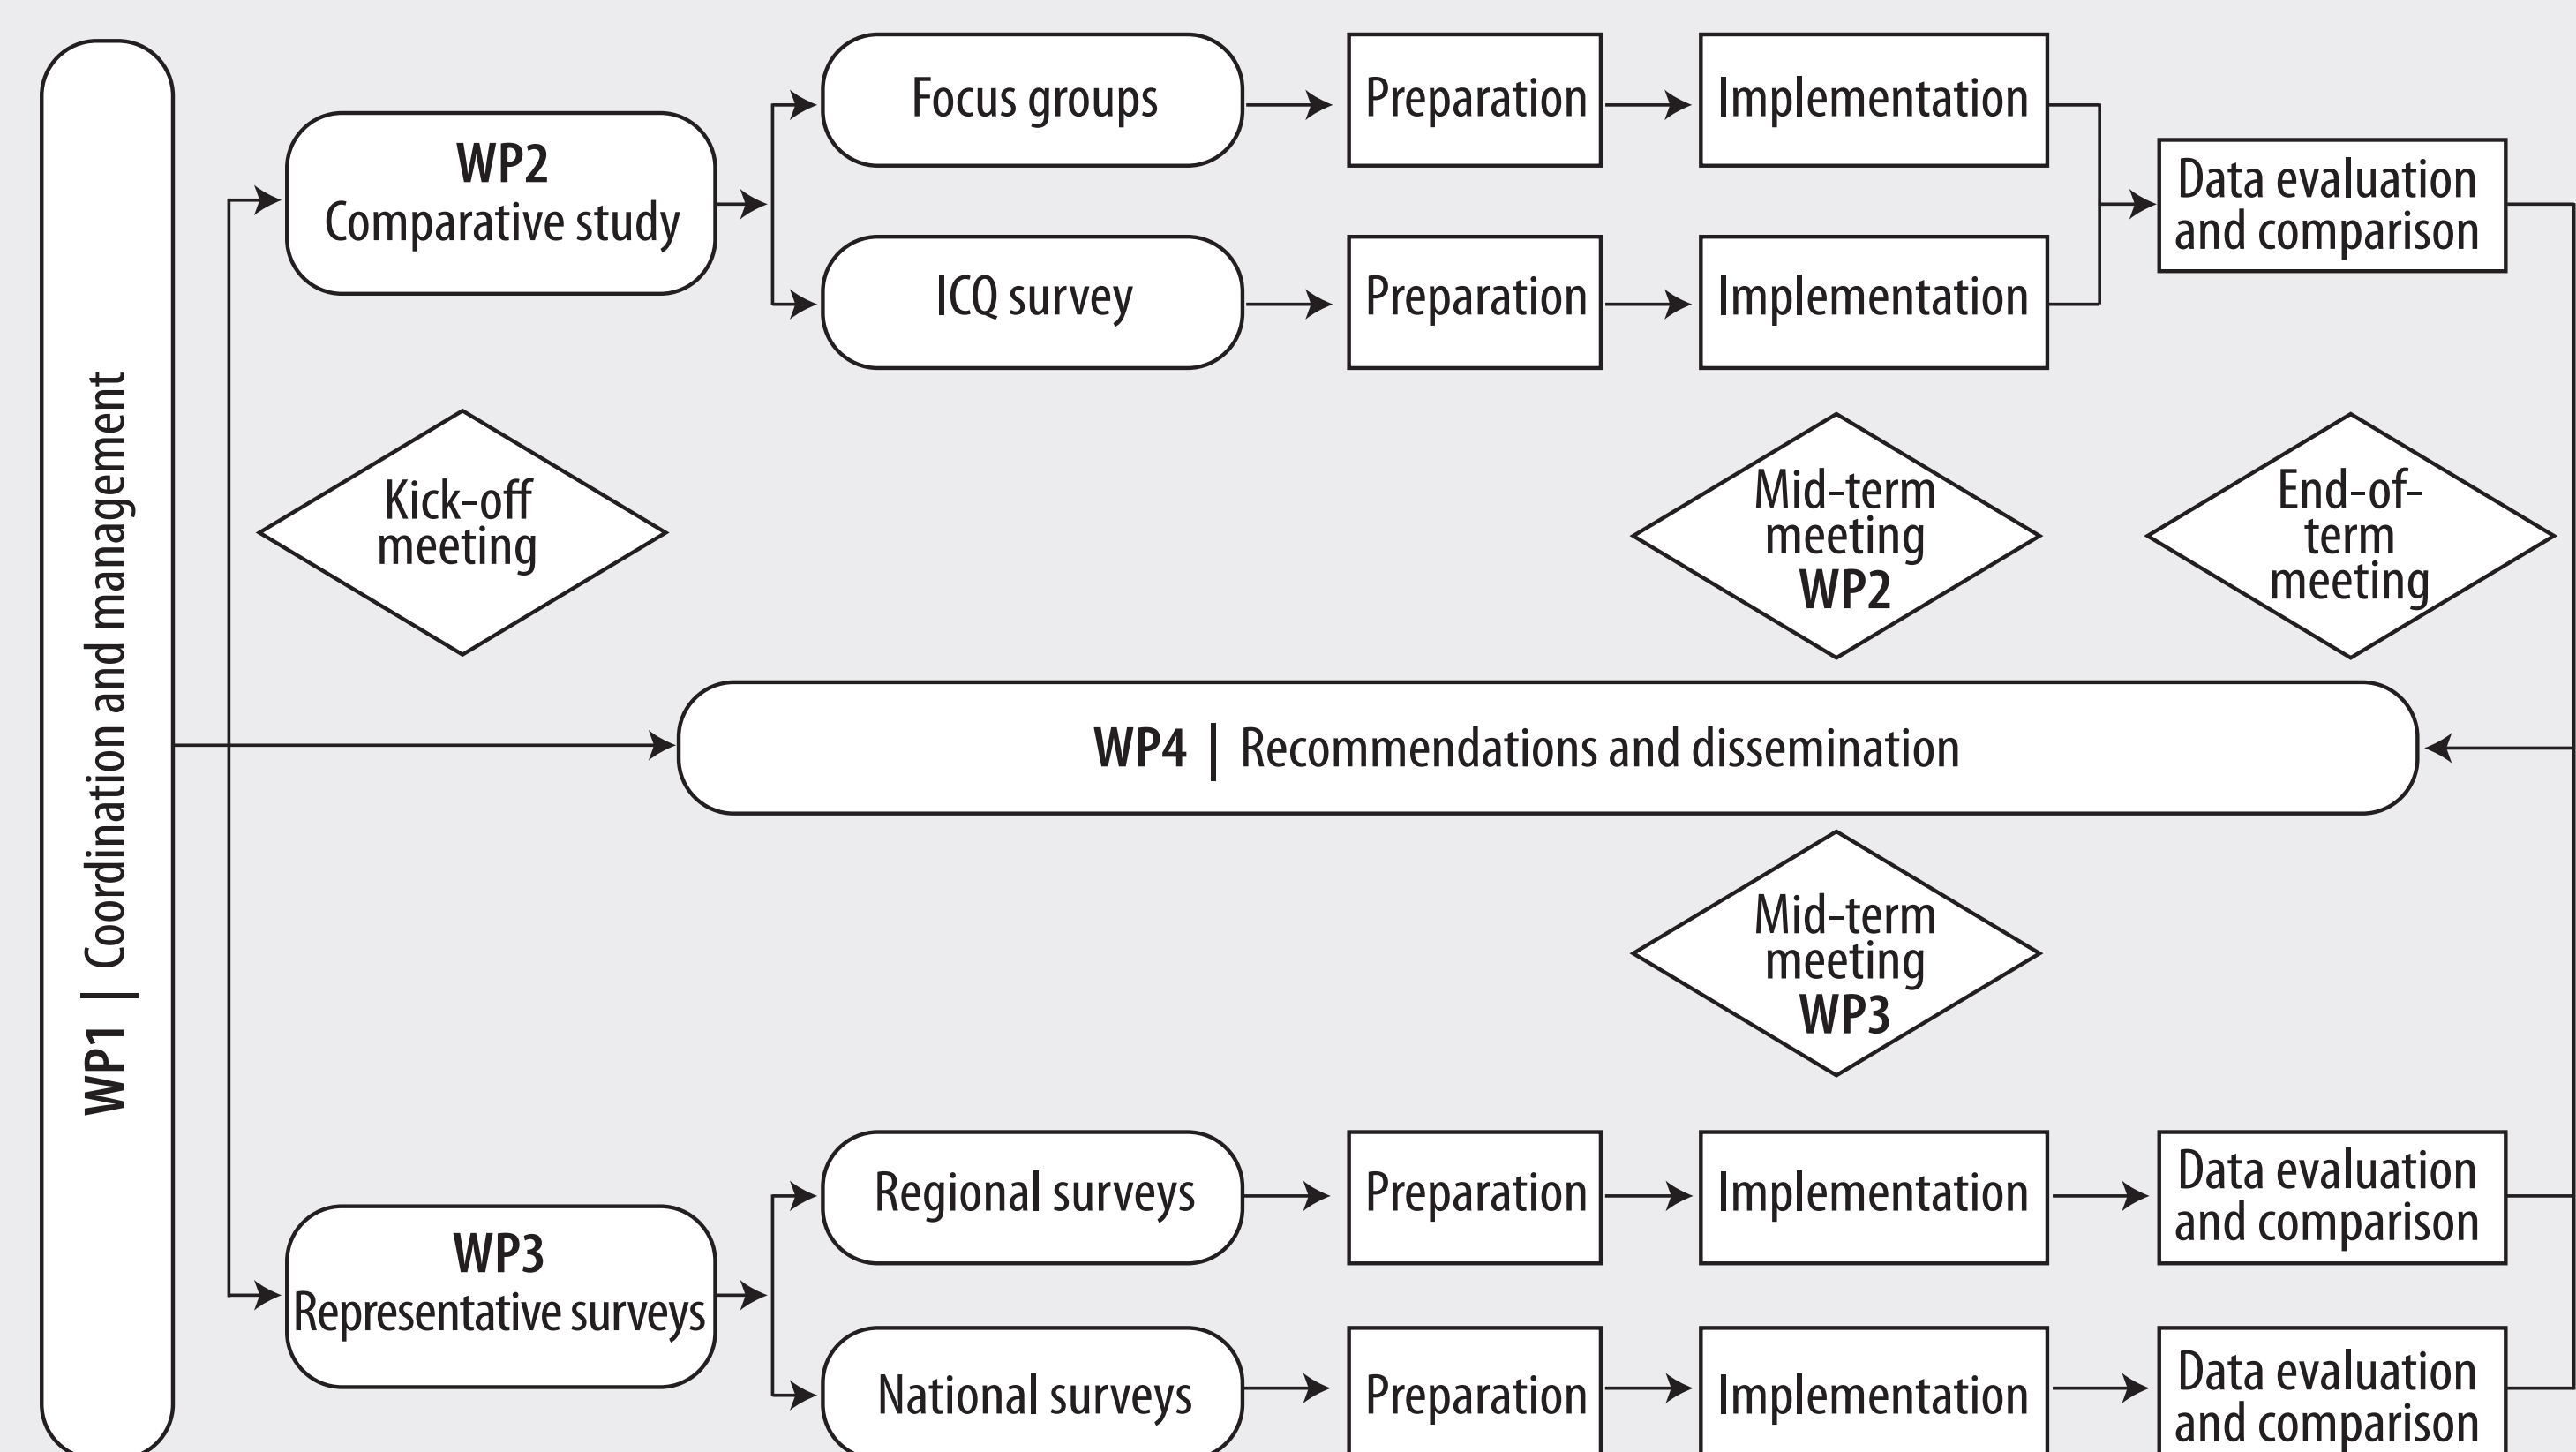 WP1 | Coordination and management
WP2
Comparative study
Focus groups
Preparation
Implementation
ICQ survey
Preparation
Implementation
Data evaluation
and comparison
Kick-off
meeting
Mid-term
meeting
WP2
End-of-
term
meeting
WP4 | Recommendations and dissemination
Mid-term
meeting
WP3
WP3
Representative surveys
Regional surveys
Preparation
Implementation
Data evaluation
and comparison
National surveys
Preparation
Implementation
Data evaluation
and comparison